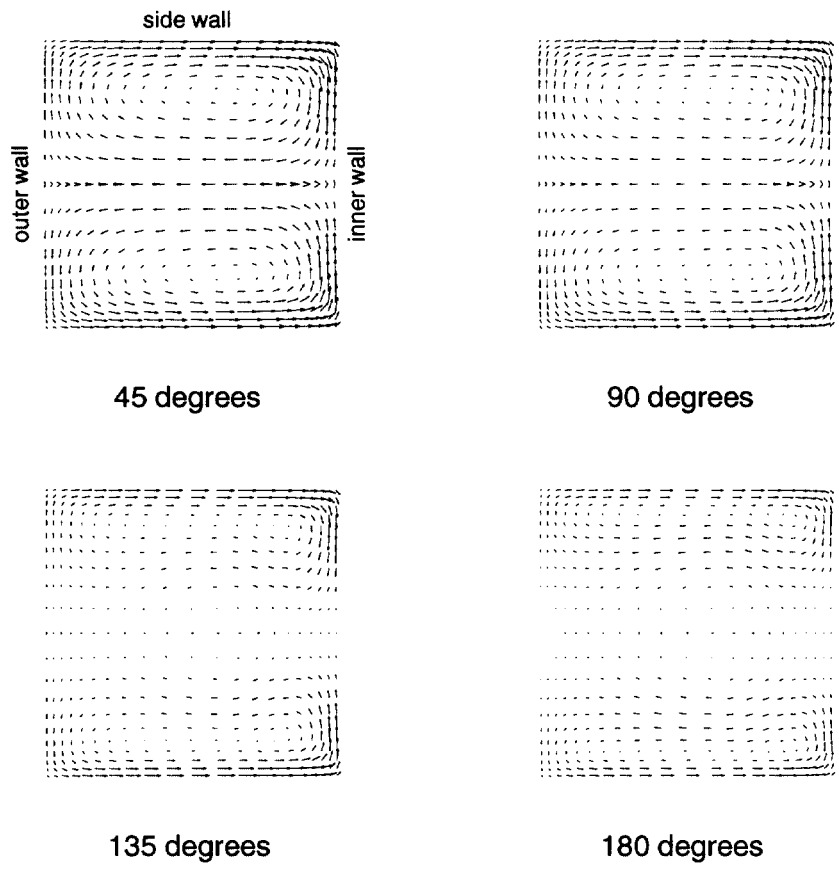 side wall
outer wall
inner wall
45 degrees
90 degrees
135 degrees
180 degrees